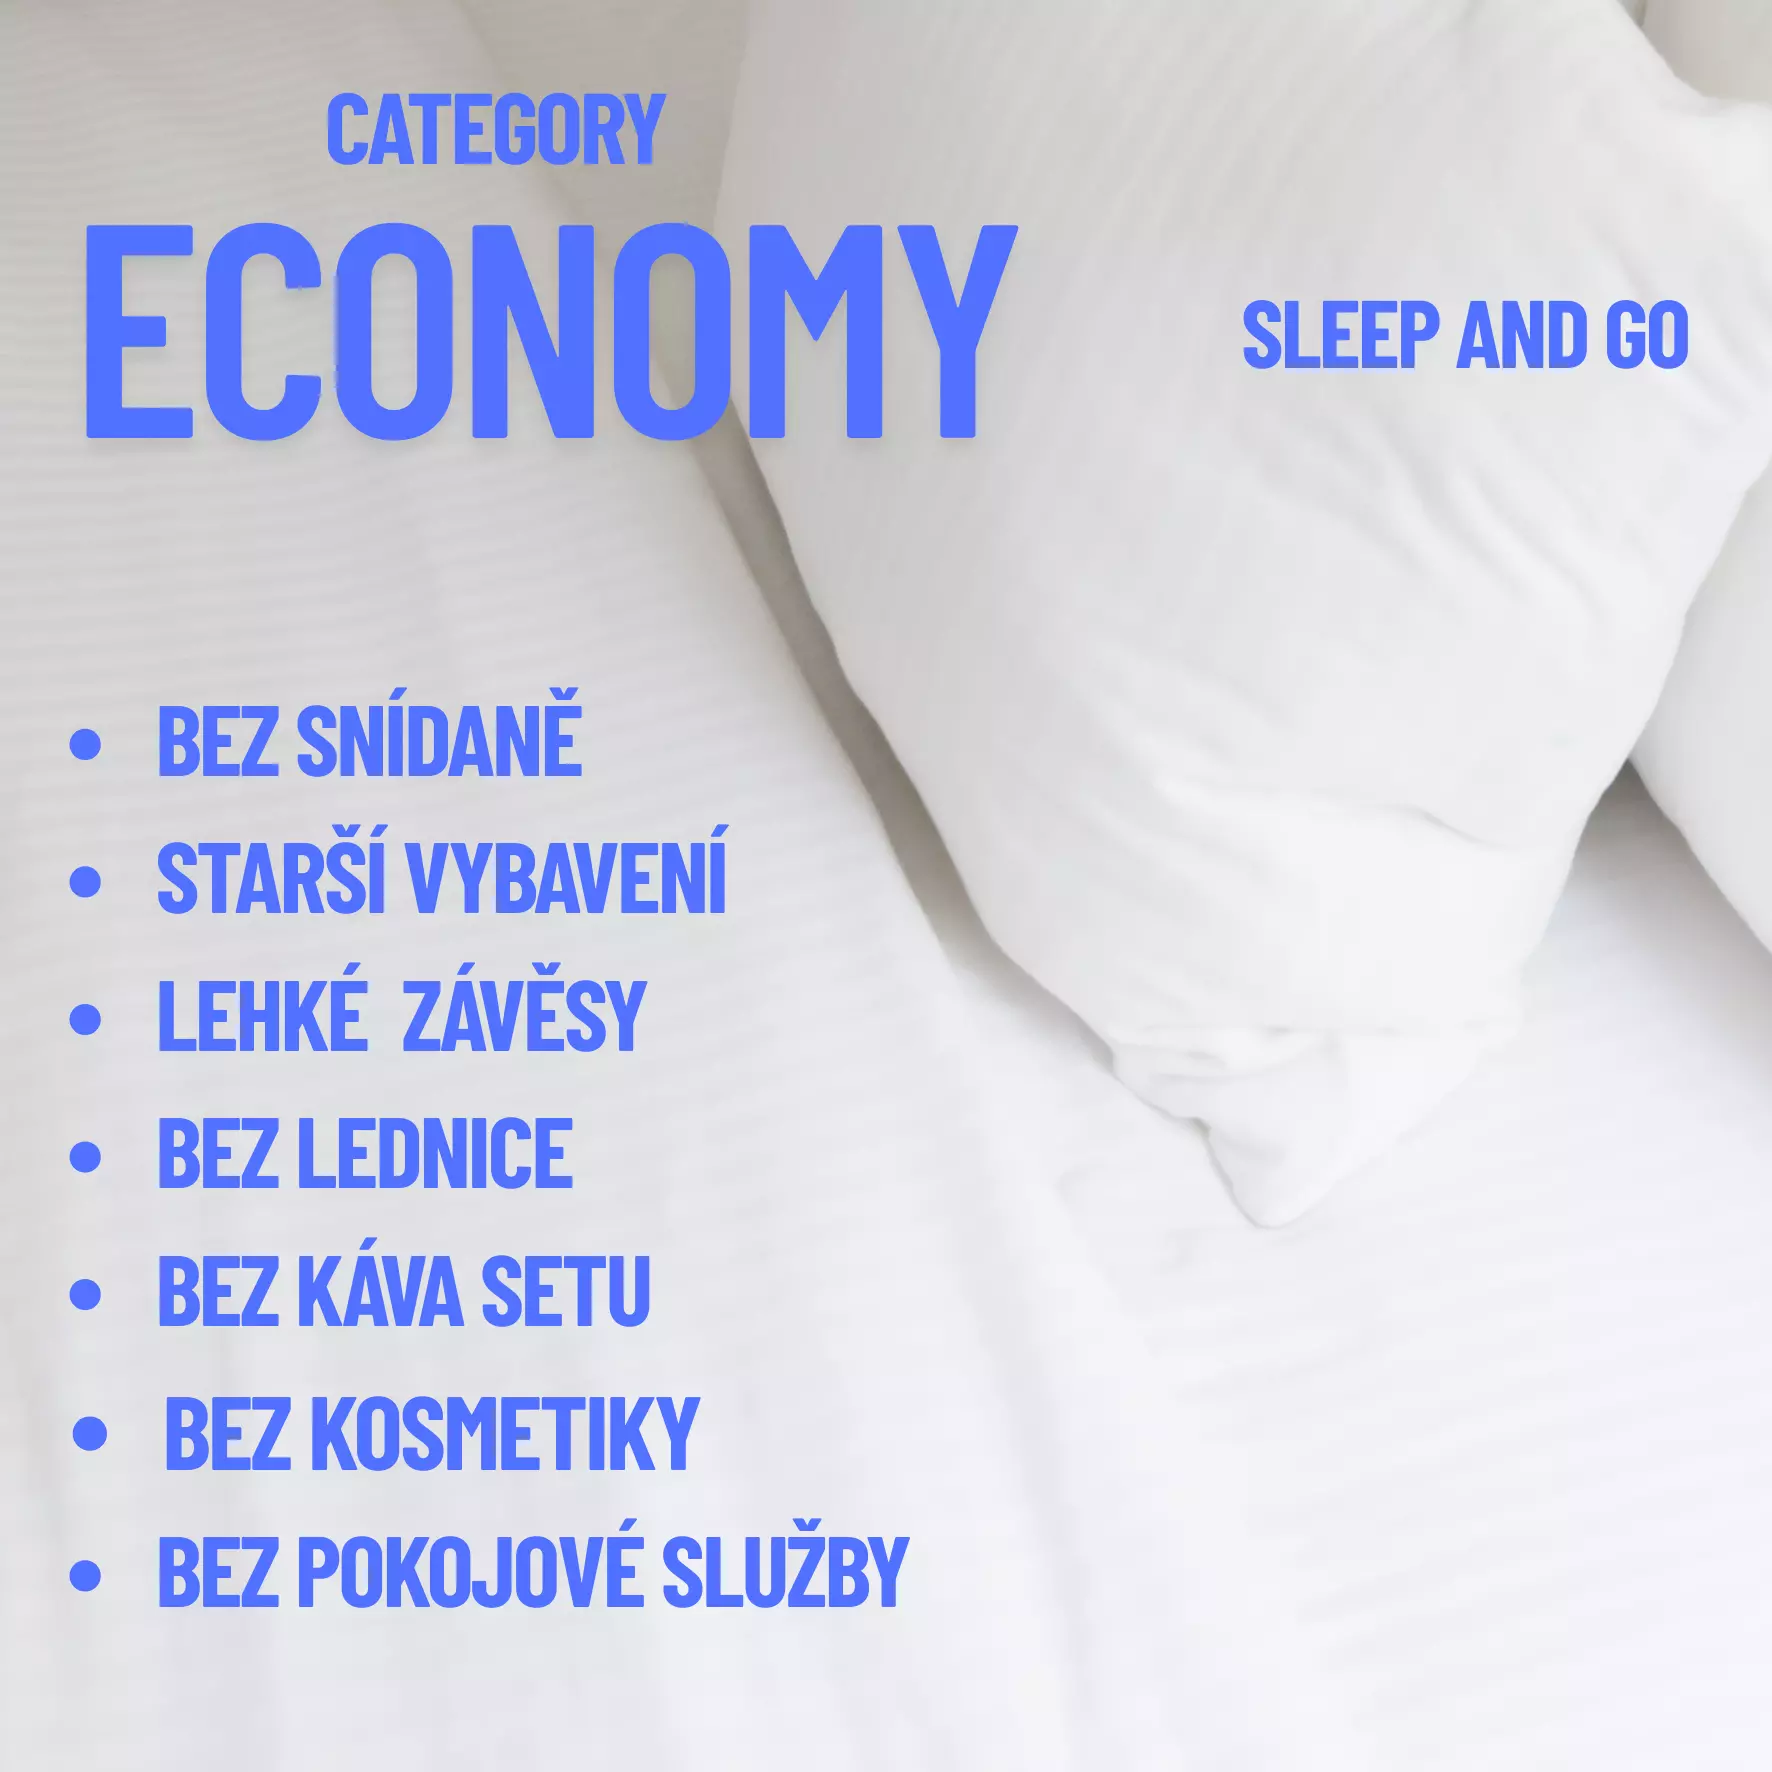 CATEGORY
ECONOMY
SLEEP AND GO
• BEZ SNÍDANĚ
• STARŠÍ VYBAVENÍ
• LEHKÉ ZÁVĚSY
• BEZ LEDNICE
• BEZ KÁVA SETU
• BEZ KOSMETIKY
• BEZ POKOJOVÉ SLUŽBY